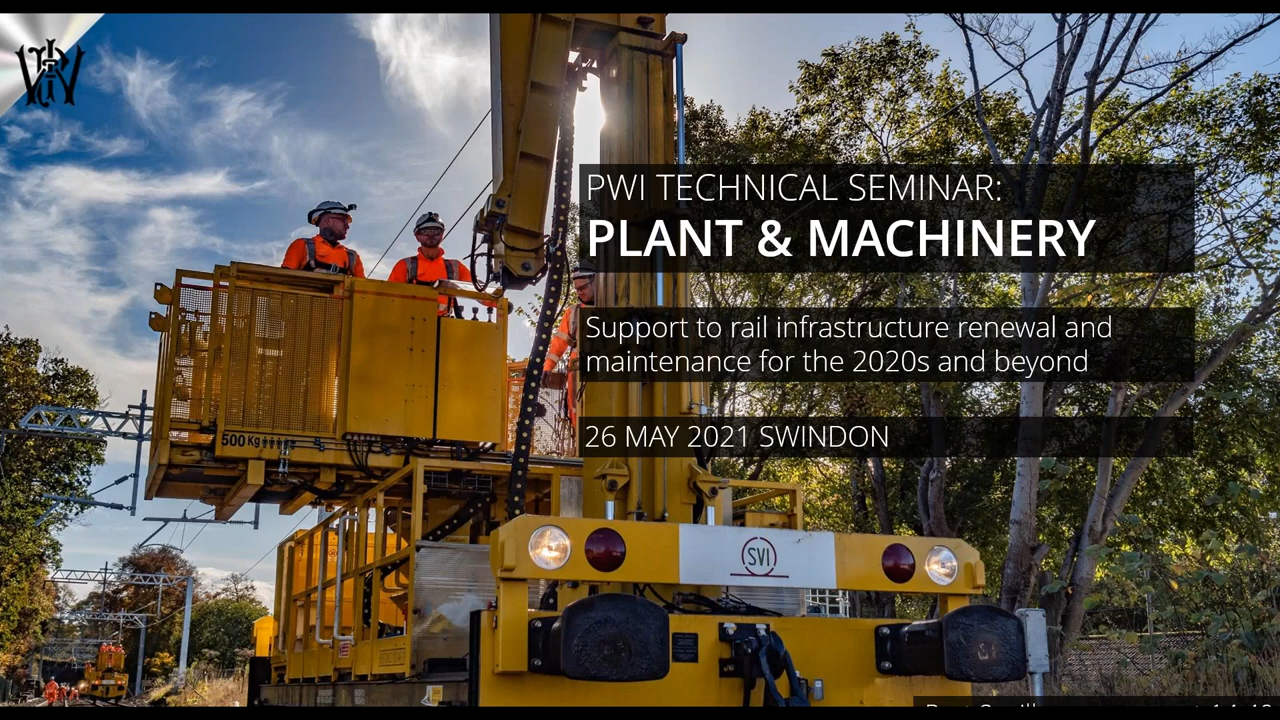 PWI TECHNICAL SEMINAR:
PLANT & MACHINERY
Support to rail infrastructure renewal and
maintenance for the 2020s and beyond
26 MAY 2021 SWINDON
500 Kg
SVI